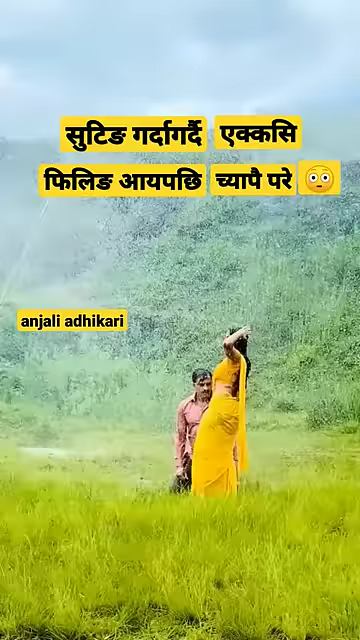 सुटिङ गर्दागर्दै एक्कसि
फिलिङ आयपछि च्यापै परे 😳
anjali adhikari